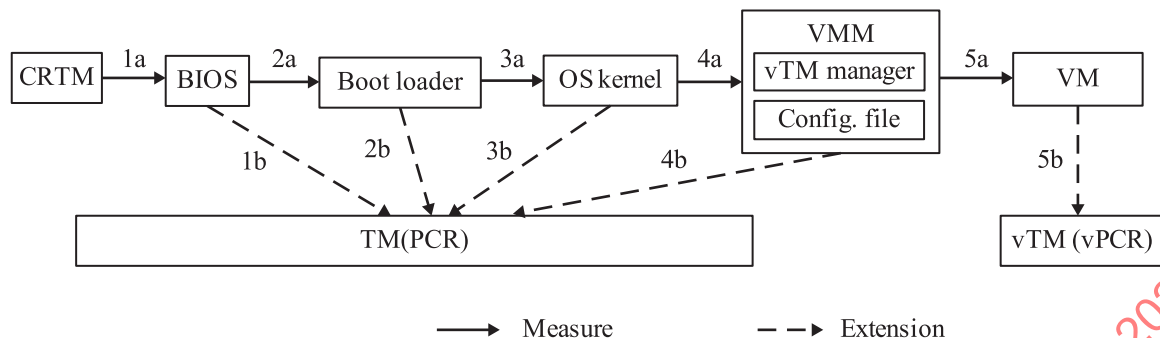 1a 2a 3a 4a 5a
CRTM BIOS Boot loader OS kernel VMM VM
vTM manager
Config. file
1b 2b 3b 4b 5b
TM(PCR) vTM (vPCR)
Measure Extension